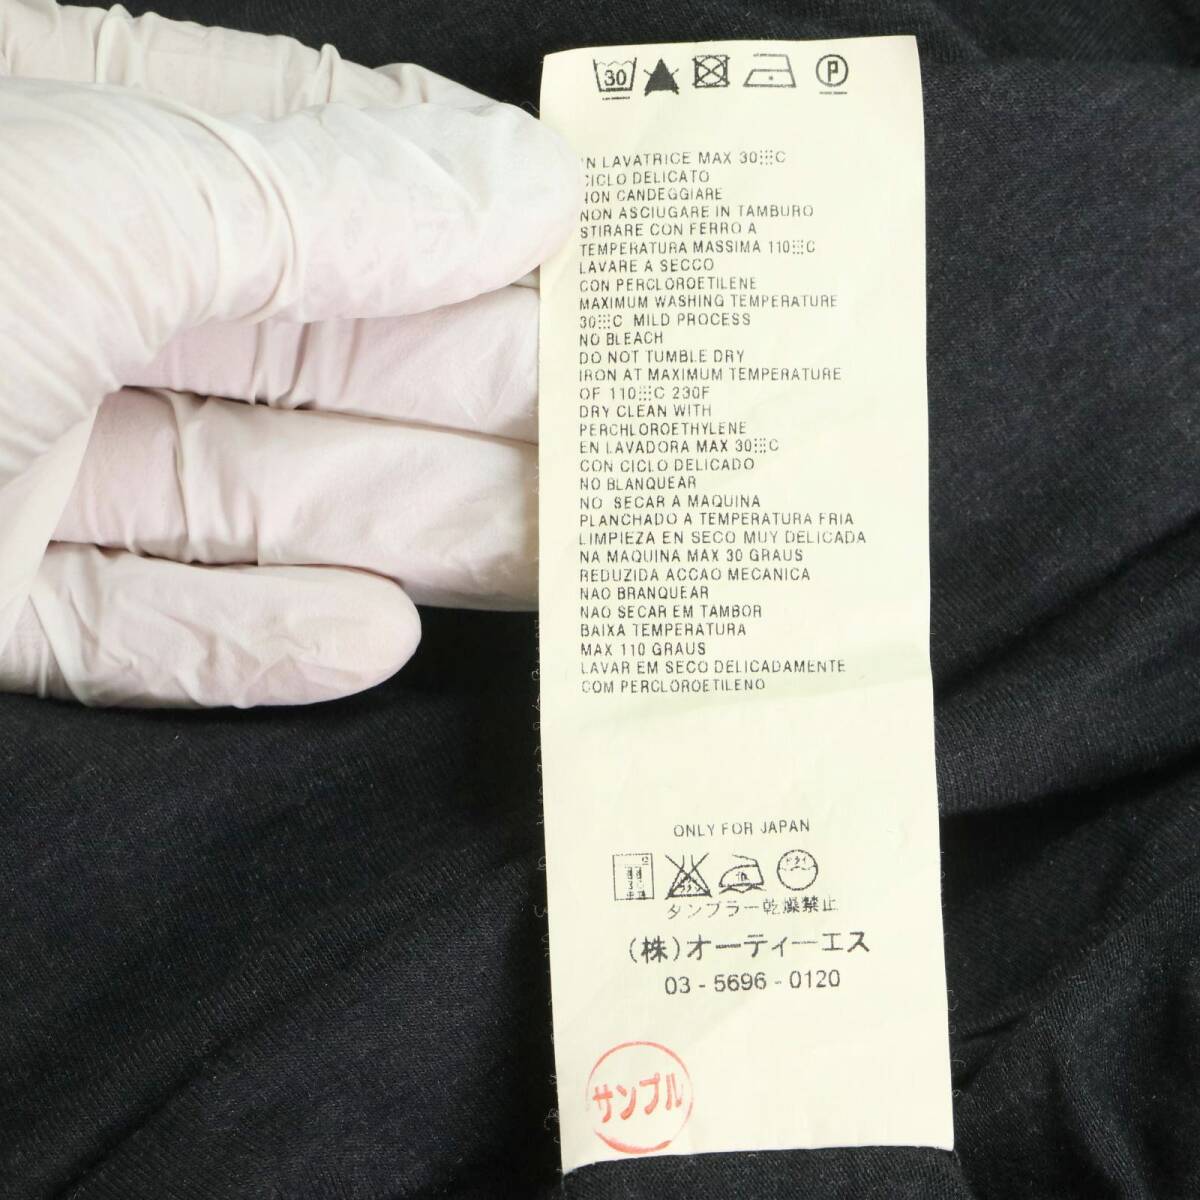 30
P
IN LAVATRICE MAX 30 C
CICLO DELICATO
NON CANDEGGIARE
NON ASCIUGARE IN TAMBURO
STIRARE CON FERRO A
TEMPERATURA MASSIMA 110 C
LAVARE A SECCO
CON PERCLOROETILENE
MAXIMUM WASHING TEMPERATURE
30 C MILD PROCESS
NO BLEACH
DO NOT TUMBLE DRY
IRON AT MAXIMUM TEMPERATURE
OF 110 C 230F
DRY CLEAN WITH
PERCHLOROETHYLENE
EN LAVADORA MAX 30 C
CON CICLO DELICADO
NO BLANQUEAR
NO SECAR A MAQUINA
PLANCHADO A TEMPERATURA FRIA
LIMPIEZA EN SECO MUY DELICADA
NA MAQUINA MAX 30 GRAUS
REDUZIDA ACCAO MECANICA
NAO BRANQUEAR
NAO SECAR EM TAMBOR
BAIXA TEMPERATURA
MAX 110 GRAUS
LAVAR EM SECO DELICADAMENTE
COM PERCLOROETILENO
ONLY FOR JAPAN
ドライ
タンブラー乾燥禁止
(株)オーティーエス
03 - 5696 - 0120
サンプル